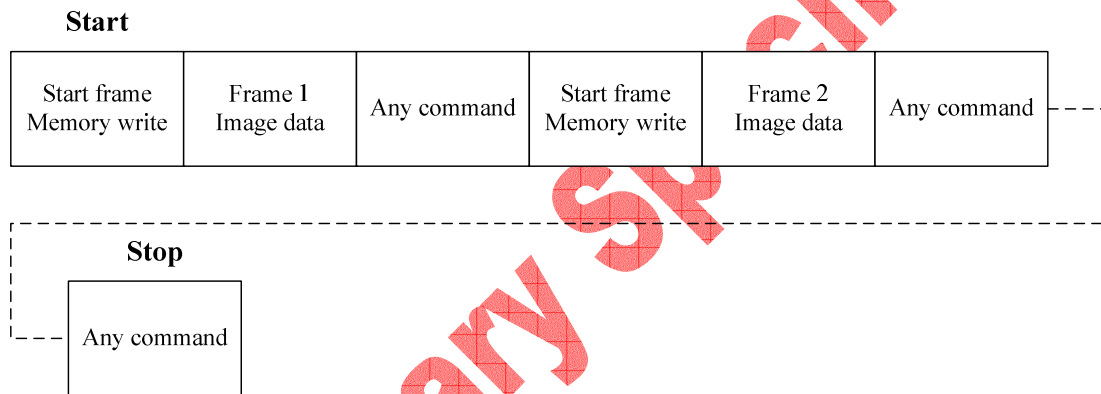 Start
Start frame
Memory write
Frame 1
Image data
Any command
Start frame
Memory write
Frame 2
Image data
Any command
Stop
Any command